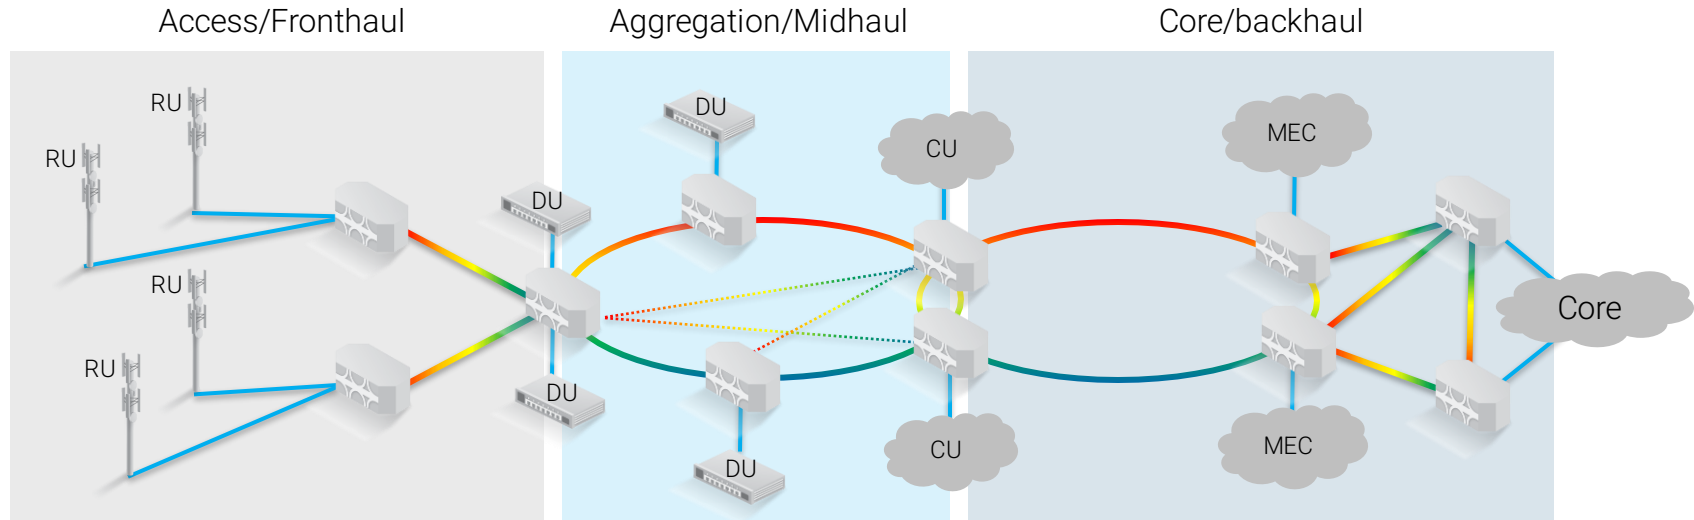 Access/Fronthaul
Aggregation/Midhaul
Core/backhaul
RU
RU
RU
RU
DU
DU
DU
DU
CU
CU
MEC
MEC
Core